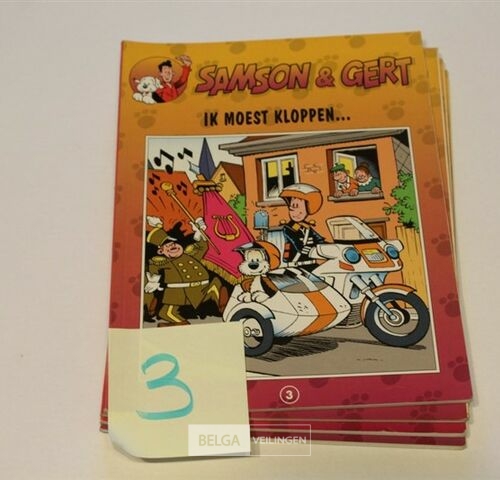 SAMSON & GERT
IK MOEST KLOPPEN...
3
3
BELGA VEILINGEN